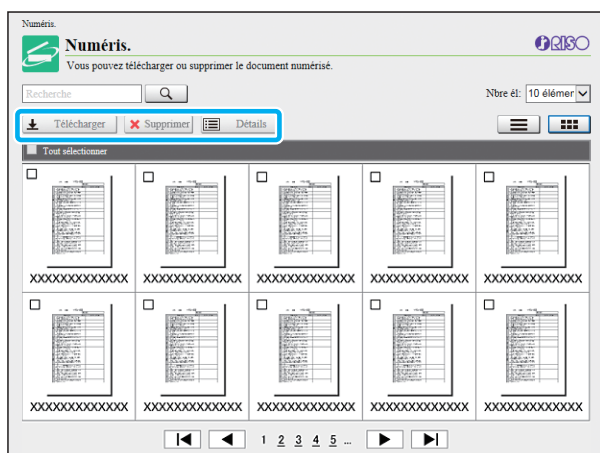 Numéris.
Numéris.
RISO
Vous pouvez télécharger ou supprimer le document numérisé.
Recherche
Nbre él: 10 élémer
Télécharger Supprimer Détails
Tout sélectionner
XXXXXXXXXXXXX XXXXXXXXXXXXX XXXXXXXXXXXXX XXXXXXXXXXXXX XXXXXXXXXXXXX
XXXXXXXXXXXXX XXXXXXXXXXXXX XXXXXXXXXXXXX XXXXXXXXXXXXX XXXXXXXXXXXXX
1 2 3 4 5 ...